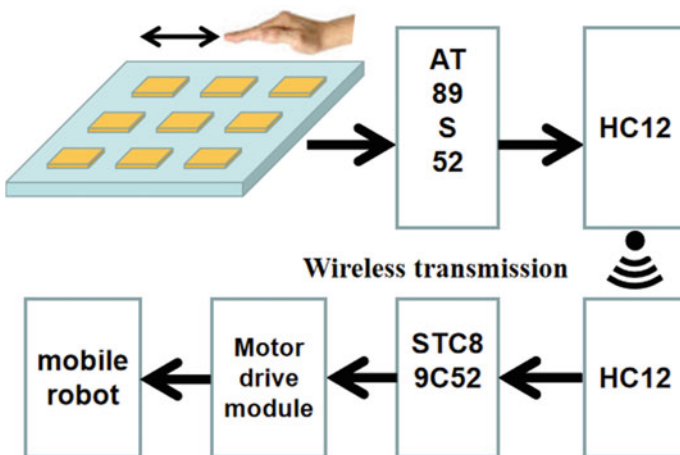 AT
89
S
52
HC12
Wireless transmission
mobile
robot
Motor
drive
module
STC8
9C52
HC12